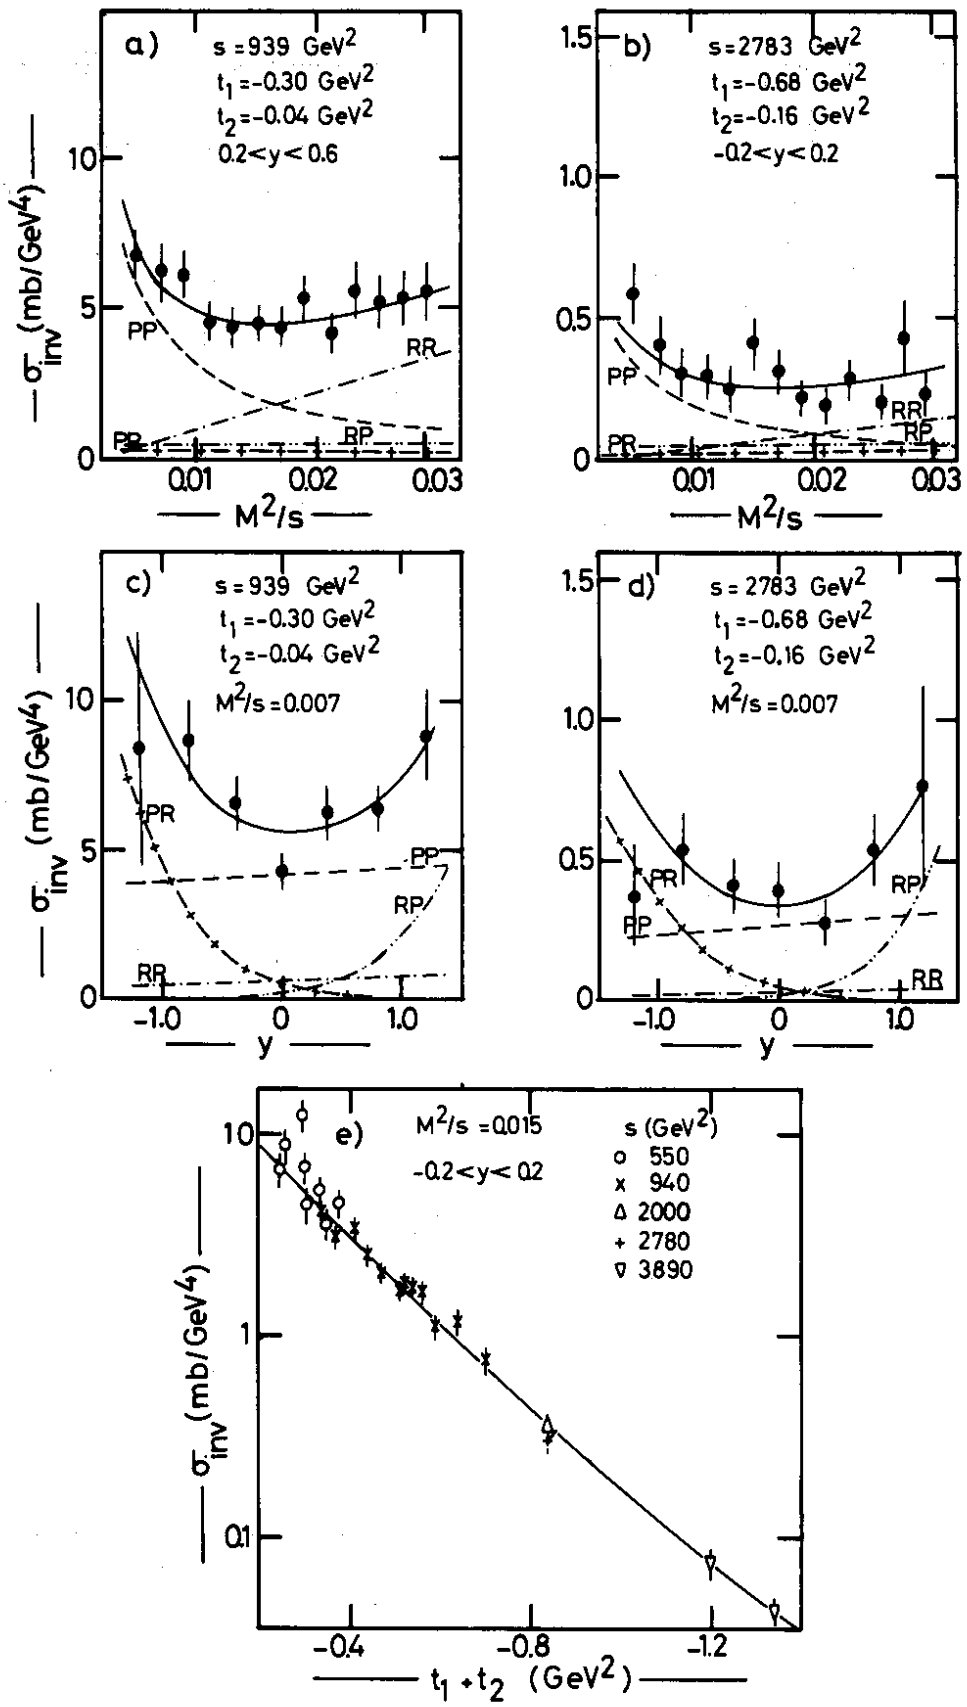 a)
s = 939 GeV²
t₁ = -0.30 GeV²
t₂ = -0.04 GeV²
0.2 < y < 0.6
σinv (mb/GeV⁴)
10
5
0
PP
RR
PR
RP
0.01 0.02 0.03
M²/s
b)
s = 2783 GeV²
t₁ = -0.68 GeV²
t₂ = -0.16 GeV²
-0.2 < y < 0.2
1.5
1.0
0.5
0
PP
RR
RP
PR
0.01 0.02 0.03
M²/s
c)
s = 939 GeV²
t₁ = -0.30 GeV²
t₂ = -0.04 GeV²
M²/s = 0.007
σinv (mb/GeV⁴)
10
5
0
PR
PP
RP
RR
-1.0 0 1.0
y
d)
s = 2783 GeV²
t₁ = -0.68 GeV²
t₂ = -0.16 GeV²
M²/s = 0.007
1.5
1.0
0.5
0
PR
RP
PP
RR
-1.0 0 1.0
y
e)
M²/s = 0.015
-0.2 < y < 0.2
s (GeV²)
o 550
x 940
△ 2000
+ 2780
▽ 3890
σinv (mb/GeV⁴)
10
1
0.1
-0.4 -0.8 -1.2
t₁ + t₂ (GeV²)